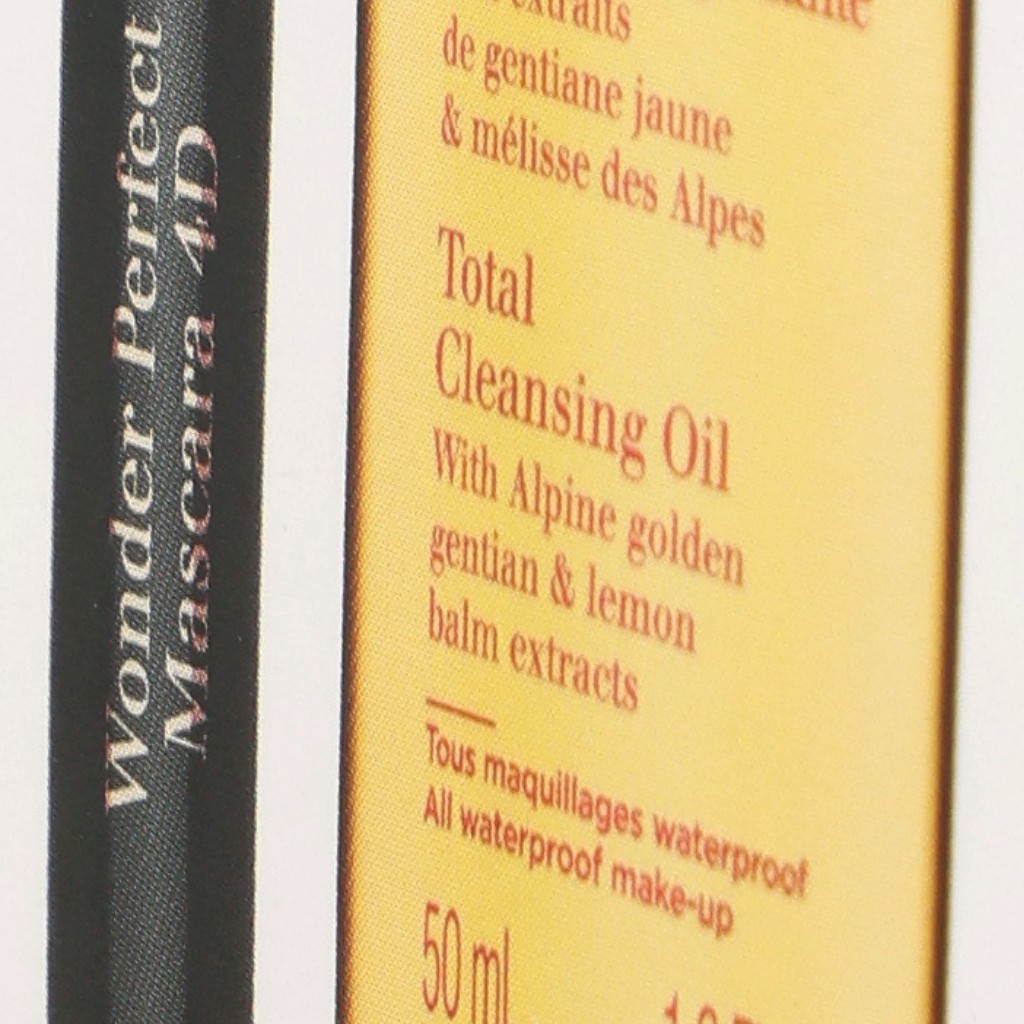 Wonder Perfect
Mascara 4D
extraits
de gentiane jaune
& mélisse des Alpes
Total
Cleansing Oil
With Alpine golden
gentian & lemon
balm extracts
Tous maquillages waterproof
All waterproof make-up
50 ml